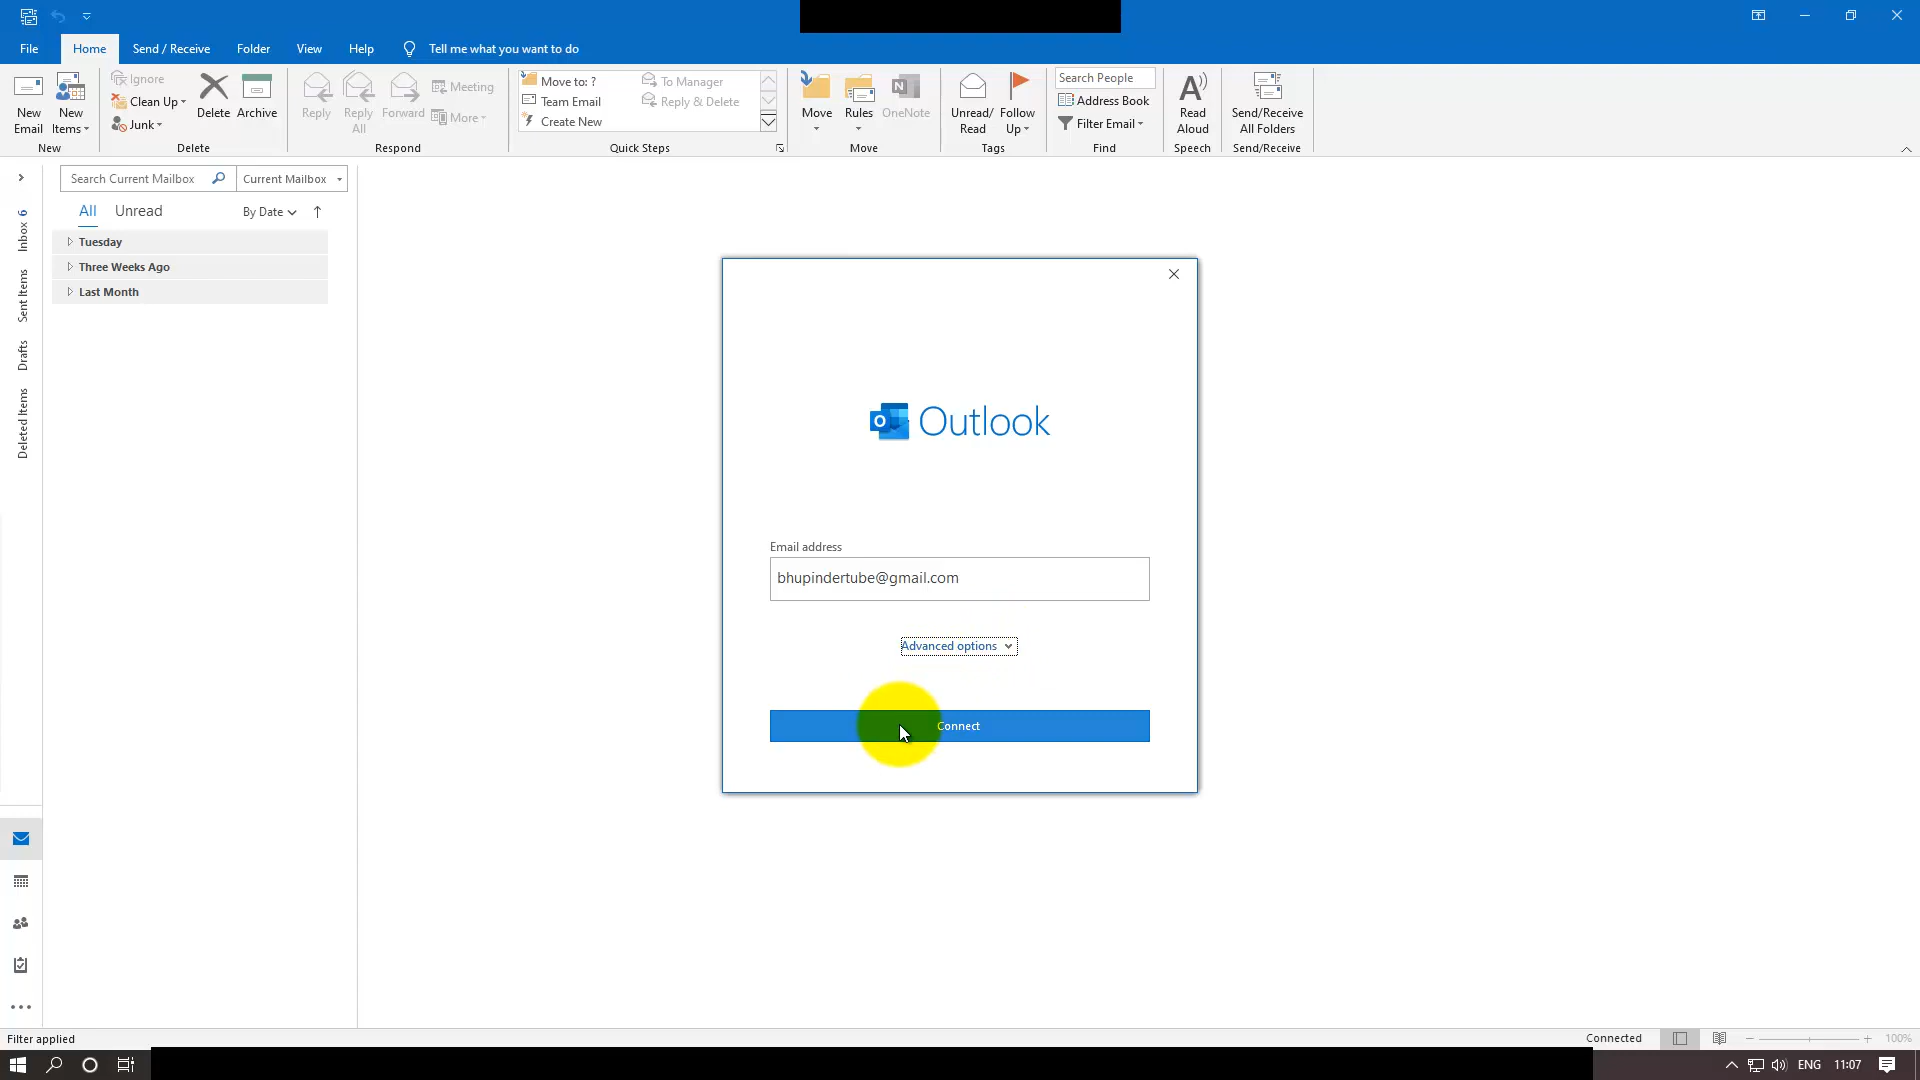 File
Home
Send / Receive
Folder
View
Help
Tell me what you want to do
New
Email
New
Items
Ignore
Clean Up
Junk
Delete
Archive
Reply
Reply
All
Forward
Meeting
More
Move to: ?
Team Email
Create New
To Manager
Reply & Delete
Move
Rules
OneNote
Unread/
Read
Follow
Up
Search People
Address Book
Filter Email
Read
Aloud
Send/Receive
All Folders
New
Delete
Respond
Quick Steps
Move
Tags
Find
Speech
Send/Receive
Search Current Mailbox
Current Mailbox
All
Unread
By Date
Tuesday
Three Weeks Ago
Last Month
Inbox 6
Sent Items
Drafts
Deleted Items
Outlook
Email address
bhupindertube@gmail.com
Advanced options
Connect
Filter applied
Connected
100%
ENG
11:07